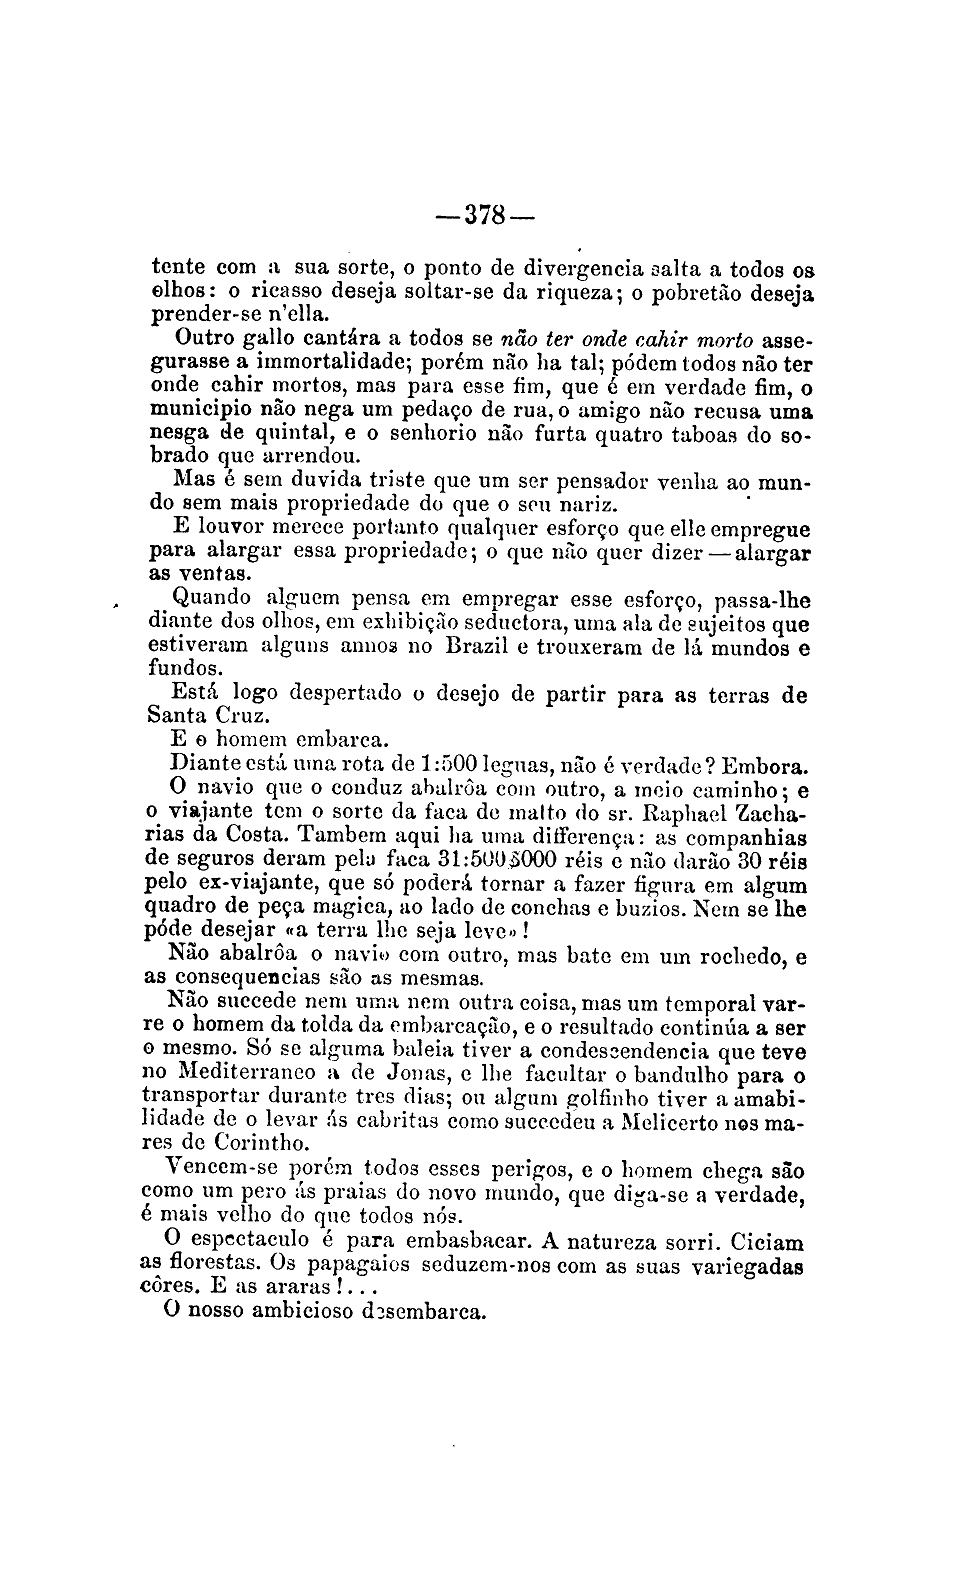 —378—
tente com a sua sorte, o ponto de divergencia salta a todos os
olhos: o ricasso deseja soltar-se da riqueza; o pobretão deseja
prender-se n'ella.
Outro gallo cantára a todos se não ter onde cahir morto asse-
gurasse a immortalidade; porém não ha tal; pódem todos não ter
onde cahir mortos, mas para esse fim, que é em verdade fim, o
municipio não nega um pedaço de rua, o amigo não recusa uma
nesga de quintal, e o senhorio não furta quatro taboas do so-
brado que arrendou.
Mas é sem duvida triste que um ser pensador venha ao mun-
do sem mais propriedade do que o seu nariz.
E louvor merece portanto qualquer esforço que elle empregue
para alargar essa propriedade; o que não quer dizer — alargar
as ventas.
Quando alguem pensa em empregar esse esforço, passa-lhe
diante dos olhos, em exhibição seductora, uma ala de sujeitos que
estiveram alguns annos no Brazil e trouxeram de lá mundos e
fundos.
Está logo despertado o desejo de partir para as terras de
Santa Cruz.
E o homem embarca.
Diante está uma rota de 1:500 leguas, não é verdade? Embora.
O navio que o conduz abalrôa com outro, a meio caminho; e
o viajante tem o sorte da faca de matto do sr. Raphael Zacha-
rias da Costa. Tambem aqui ha uma differença: as companhias
de seguros deram pela faca 31:500$000 réis e não darão 30 réis
pelo ex-viajante, que só poderá tornar a fazer figura em algum
quadro de peça magica, ao lado de conchas e buzios. Nem se lhe
póde desejar «a terra lhe seja leve»!
Não abalrôa o navio com outro, mas bate em um rochedo, e
as consequencias são as mesmas.
Não succede nem uma nem outra coisa, mas um temporal var-
re o homem da tolda da embarcação, e o resultado continúa a ser
o mesmo. Só se alguma baleia tiver a condescendencia que teve
no Mediterraneo a de Jonas, e lhe facultar o bandulho para o
transportar durante tres dias; ou algum golfinho tiver a amabi-
lidade de o levar ás cabritas como succedeu a Melicerto nos ma-
res de Corintho.
Vencem-se porém todos esses perigos, e o homem chega são
como um pero ás praias do novo mundo, que diga-se a verdade,
é mais velho do que todos nós.
O espectaculo é para embasbacar. A natureza sorri. Ciciam
as florestas. Os papagaios seduzem-nos com as suas variegadas
côres. E as araras!...
O nosso ambicioso desembarca.